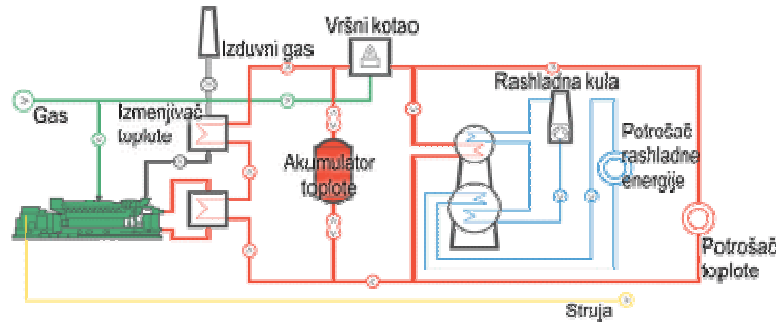 Vršni kotao
Izduvni gas
Rashladna kula
Gas
Izmenjivač
toplote
Akumulator
toplote
Potrošač
rashladne
energije
Potrošač
toplote
Struja